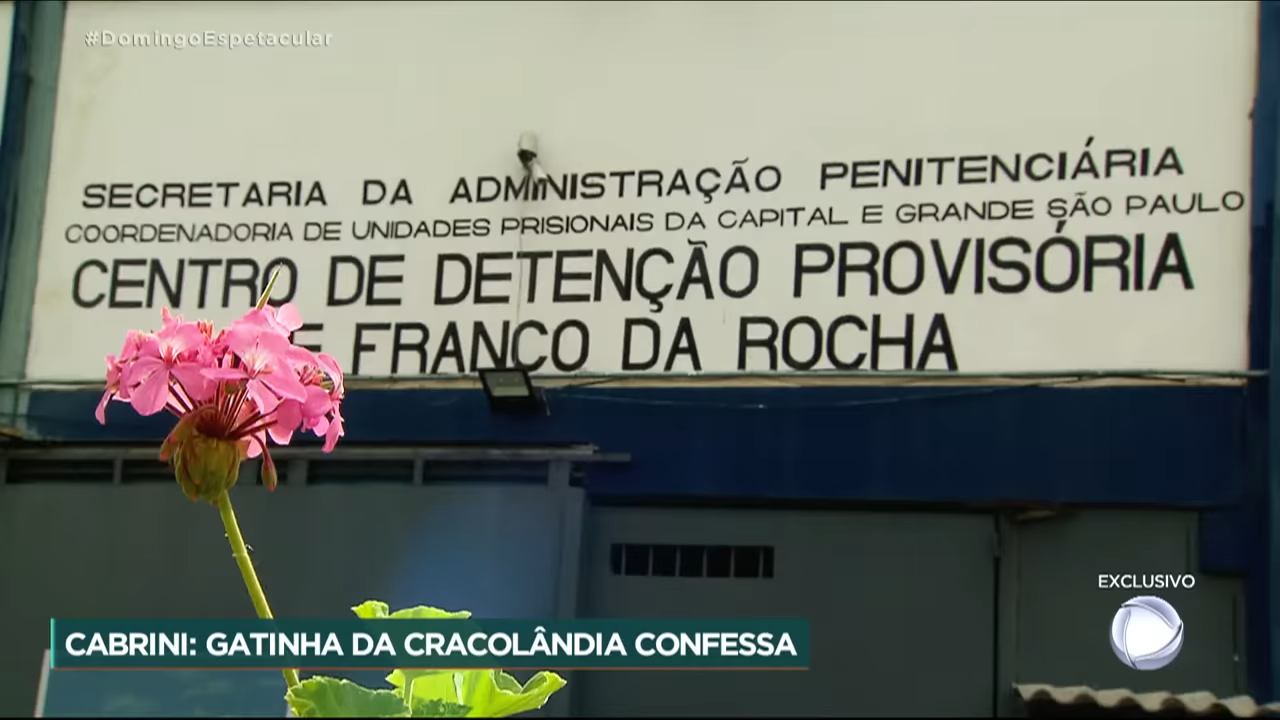 #DomingoEspetacular
SECRETARIA DA ADMINISTRAÇÃO PENITENCIÁRIA
COORDENADORIA DE UNIDADES PRISIONAIS DA CAPITAL E GRANDE SÃO PAULO
CENTRO DE DETENÇÃO PROVISÓRIA
E FRANCO DA ROCHA
EXCLUSIVO
CABRINI: GATINHA DA CRACOLÂNDIA CONFESSA